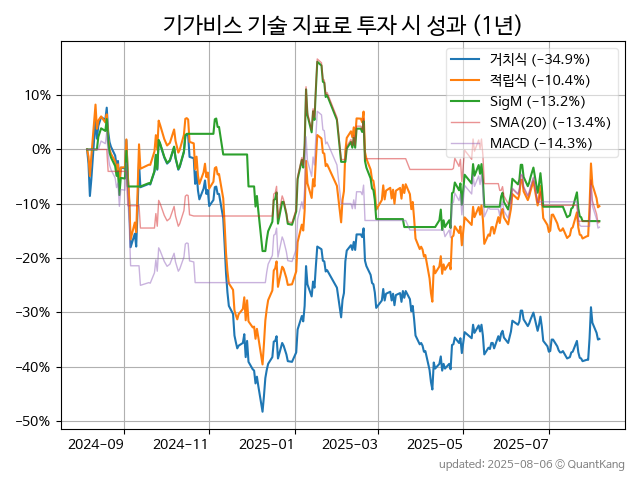 기가비스 기술 지표로 투자 시 성과 (1년)
거치식 (−34.9%)
적립식 (−10.4%)
SigM (−13.2%)
SMA(20) (−13.4%)
MACD (−14.3%)
10%
0%
−10%
−20%
−30%
−40%
−50%
2024-09
2024-11
2025-01
2025-03
2025-05
2025-07
updated: 2025-08-06 © QuantKang